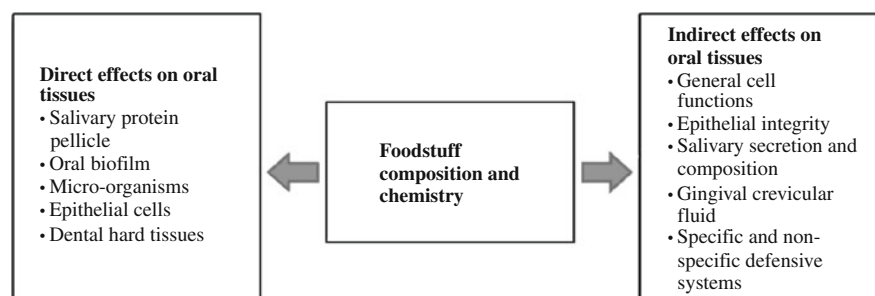 Direct effects on oral
tissues
• Salivary protein
pellicle
• Oral biofilm
• Micro-organisms
• Epithelial cells
• Dental hard tissues
Foodstuff
composition and
chemistry
Indirect effects on
oral tissues
• General cell
functions
• Epithelial integrity
• Salivary secretion and
composition
• Gingival crevicular
fluid
• Specific and non-
specific defensive
systems